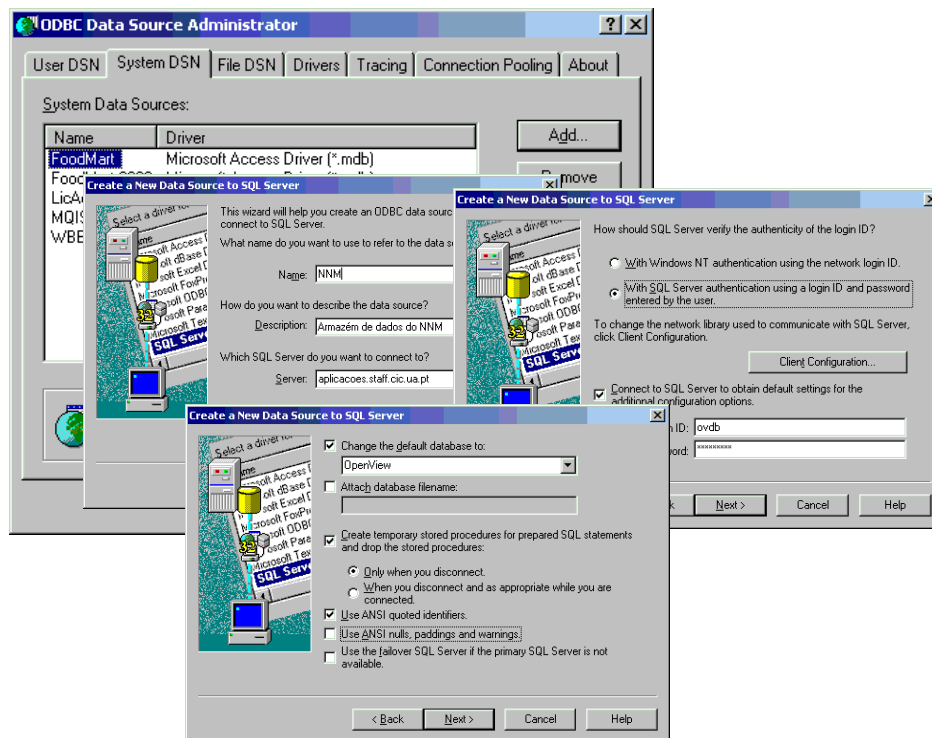 ODBC Data Source Administrator
User DSN System DSN File DSN Drivers Tracing Connection Pooling About
System Data Sources:
Name Driver
FoodMart Microsoft Access Driver (*.mdb)
Add...
Create a New Data Source to SQL Server
This wizard will help you create an ODBC data
connect to SQL Server.
What name do you want to use to refer to the data
Name: NNM
How do you want to describe the data source?
Description: Armazém de dados do NNM
Which SQL Server do you want to connect to?
Server: aplicacoes.staff.cic.ua.pt
Create a New Data Source to SQL Server
How should SQL Server verify the authenticity of the login ID?
With Windows NT authentication using the network login ID.
With SQL Server authentication using a login ID and password
entered by the user.
To change the network library used to communicate with SQL Server,
click Client Configuration.
Client Configuration...
Connect to SQL Server to obtain default settings for the
additional configuration options.
ID: ovdb
*********
Next > Cancel Help
Create a New Data Source to SQL Server
Select a driver
SQL Serv
Change the default database to:
OpenView
Attach database filename:
Create temporary stored procedures for prepared SQL statements
and drop the stored procedures:
Only when you disconnect.
When you disconnect and as appropriate while you are
connected.
Use ANSI quoted identifiers.
Use ANSI nulls, paddings and warnings.
Use the failover SQL Server if the primary SQL Server is not
available.
< Back Next > Cancel Help